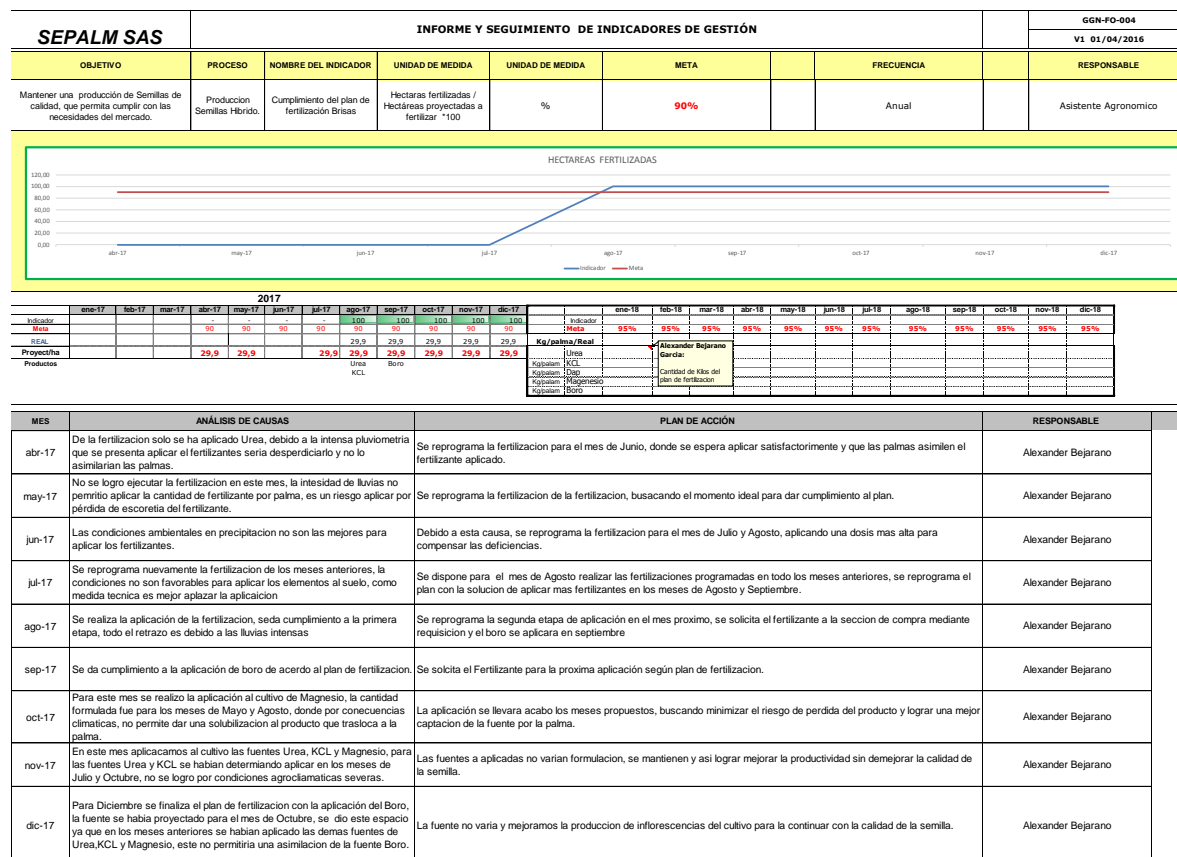 SEPALM SAS
INFORME Y SEGUIMIENTO DE INDICADORES DE GESTIÓN
GGN-FO-004
V1 01/04/2016
OBJETIVO PROCESO NOMBRE DEL INDICADOR UNIDAD DE MEDIDA UNIDAD DE MEDIDA META FRECUENCIA RESPONSABLE
Mantener una producción de Semillas de
calidad, que permita cumplir con las
necesidades del mercado.
Produccion
Semillas Hibrido.
Cumplimiento del plan de
fertilización Brisas
Hectaras fertilizadas /
Hectáreas proyectadas a
fertilizar *100
%
90%
Anual
Asistente Agronomico
HECTAREAS FERTILIZADAS
120,00
100,00
80,00
60,00
40,00
20,00
0,00
abr-17 may-17 jun-17 jul-17 ago-17 sep-17 oct-17 nov-17 dic-17
Indicador Meta
2017
ene-17 feb-17 mar-17 abr-17 may-17 jun-17 jul-17 ago-17 sep-17 oct-17 nov-17 dic-17
Indicador - - - - 100 100 100 100 100
Meta 90 90 90 90 90 90 90 90 90
REAL 29,9 29,9 29,9 29,9 29,9
Proyect/ha 29,9 29,9 29,9 29,9 29,9 29,9 29,9 29,9
Productos Urea Boro
KCL
ene-18 feb-18 mar-18 abr-18 may-18 jun-18 jul-18 ago-18 sep-18 oct-18 nov-18 dic-18
Indicador
Meta 95% 95% 95% 95% 95% 95% 95% 95% 95% 95% 95% 95%
Kg/palma/Real
Urea
Kg/palam KCL
Kg/palam Dap
Kg/palam Magenesio
Kg/palam Boro
Alexander Bejarano
Garcia:
Cantidad de Kilos del
plan de fertilizacion
MES ANÁLISIS DE CAUSAS PLAN DE ACCIÓN RESPONSABLE
abr-17
De la fertilizacion solo se ha aplicado Urea, debido a la intensa pluviometria
que se presenta aplicar el fertilizantes seria desperdiciarlo y no lo
asimilarian las palmas.
Se reprograma la fertilización para el mes de Junio, donde se espera aplicar satisfactorimente y que las palmas asimilen el
fertilizante aplicado.
Alexander Bejarano
may-17
No se logro ejecutar la fertilizacion en este mes, la intesidad de lluvias no
pemritio aplicar la cantidad de fertilizante por palma, es un riesgo aplicar por
pérdida de escoretia del fertilizante.
Se reprograma la fertilizacion de la fertilizacion, busacando el momento ideal para dar cumplimiento al plan.
Alexander Bejarano
jun-17
Las condiciones ambientales en precipitacion no son las mejores para
aplicar los fertilizantes.
Debido a esta causa, se reprograma la fertilizacion para el mes de Julio y Agosto, aplicando una dosis mas alta para
compensar las deficiencias.
Alexander Bejarano
jul-17
Se reprograma nuevamente la fertilizacion de los meses anteriores, la
condiciones no son favorables para aplicar los elementos al suelo, como
medida tecnica es mejor aplazar la aplicaicion
Se dispone para el mes de Agosto realizar las fertilizaciones programadas en todo los meses anteriores, se reprograma el
plan con la solucion de aplicar mas fertilizantes en los meses de Agosto y Septiembre.
Alexander Bejarano
ago-17
Se realiza la aplicación de la fertilizacion, seda cumplimiento a la primera
etapa, todo el retrazo es debido a las lluvias intensas
Se reprograma la segunda etapa de aplicación en el mes proximo, se solicita el fertilizante a la seccion de compra mediante
requisicion y el boro se aplicara en septiembre
Alexander Bejarano
sep-17
Se da cumplimiento a la aplicación de boro de acerdo al plan de fertilizacion.
Se solcita el Fertilizante para la proxima aplicación según plan de fertilizacion.
Alexander Bejarano
oct-17
Para este mes se realizo la aplicación al cultivo de Magnesio, la cantidad
formulada fue para los meses de Mayo y Agosto, donde por conecuencias
climaticas, no permite dar una solubilizacion al producto que trasloca a la
palma.
La aplicación se llevara acabo los meses propuestos, buscando minimizar el riesgo de perdida del producto y lograr una mejor
captacion de la fuente por la palma.
Alexander Bejarano
nov-17
En este mes aplicacamos al cultivo las fuentes Urea, KCL y Magnesio, para
las fuentes Urea y KCL se habian determiando aplicar en los meses de
Julio y Octubre, no se logro por condiciones agrocliamaticas severas.
Las fuentes a aplicadas no varian formulacion, se mantienen y asi lograr mejorar la productividad sin demejorar la calidad de
la semilla.
Alexander Bejarano
dic-17
Para Diciembre se finaliza el plan de fertilizacion con la aplicación del Boro,
la fuente se habia proyectado para el mes de Octubre, se dio este espacio
ya que en los meses anteriores se habian aplicado las demas fuentes de
Urea,KCL y Magnesio, este no permitiria una asimilacion de la fuente Boro.
La fuente no varia y mejoramos la produccion de inflorescencias del cultivo para la continuar con la calidad de la semilla.
Alexander Bejarano